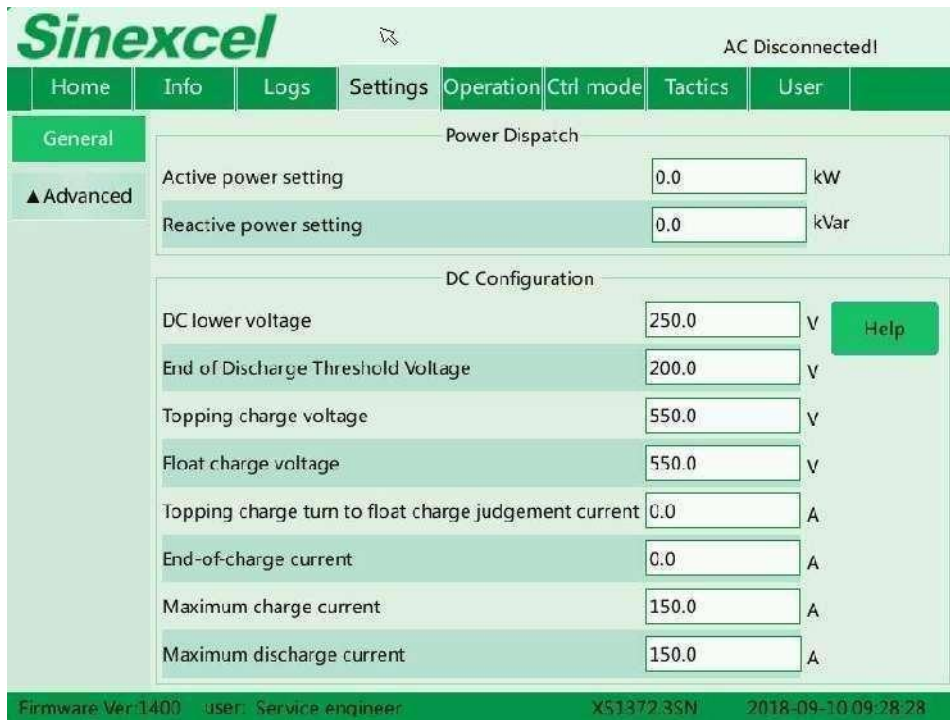 Sinexcel
AC Disconnected!
Home Info Logs Settings Operation Ctrl mode Tactics User
General
▲Advanced
Power Dispatch
Active power setting 0.0 kW
Reactive power setting 0.0 kVar
DC Configuration
DC lower voltage 250.0 V
Help
End of Discharge Threshold Voltage 200.0 V
Topping charge voltage 550.0 V
Float charge voltage 550.0 V
Topping charge turn to float charge judgement current 0.0 A
End-of-charge current 0.0 A
Maximum charge current 150.0 A
Maximum discharge current 150.0 A
Firmware Ver:1400 user: Service engineer 2018-09-10 09:28:28